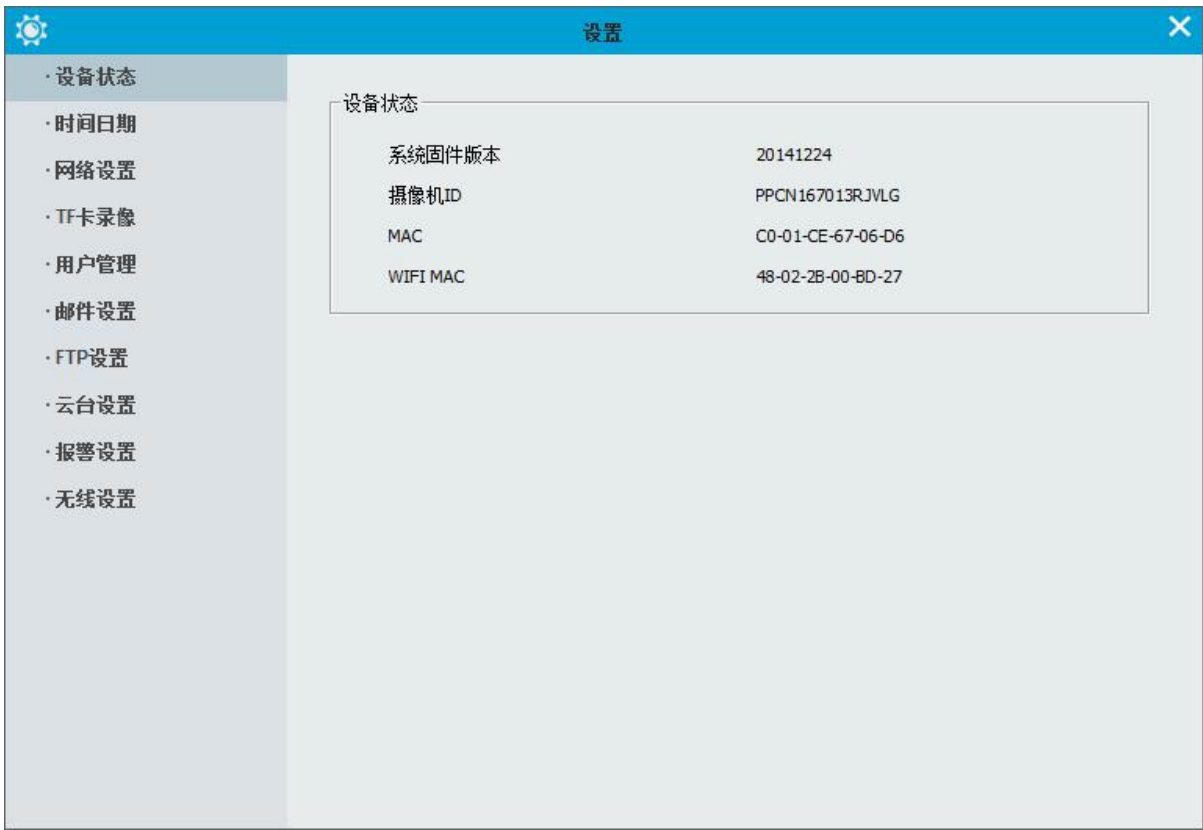 设置
·设备状态
·时间日期
·网络设置
·TF卡录像
·用户管理
·邮件设置
·FTP设置
·云台设置
·报警设置
·无线设置
设备状态
系统固件版本 20141224
摄像机ID PPCN167013RJVLG
MAC C0-01-CE-67-06-D6
WIFI MAC 48-02-2B-00-BD-27